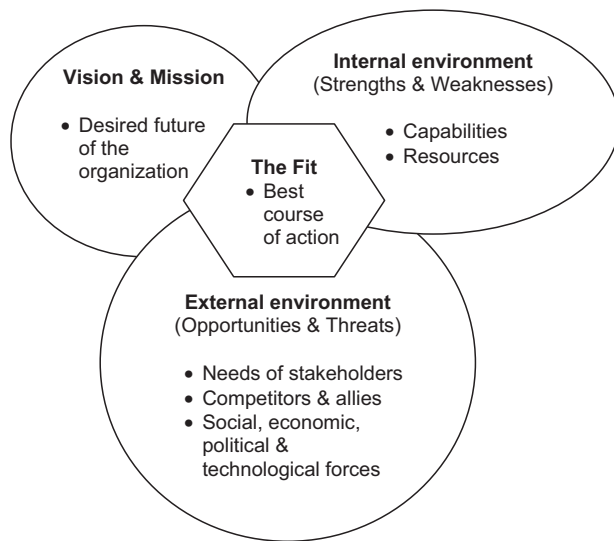 Vision & Mission
• Desired future
of the
organization
Internal environment
(Strengths & Weaknesses)
• Capabilities
• Resources
The Fit
• Best
course
of action
External environment
(Opportunities & Threats)
• Needs of stakeholders
• Competitors & allies
• Social, economic,
political &
technological forces